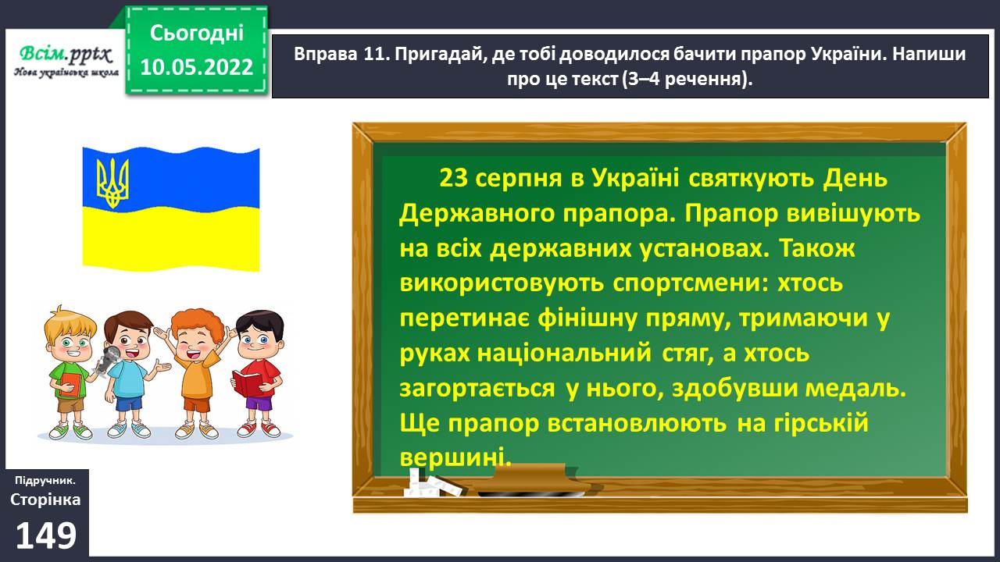 Сьогодні
10.05.2022
Всім.pptx
Нова українська школа
Вправа 11. Пригадай, де тобі доводилося бачити прапор України. Напиши
про це текст (3–4 речення).
23 серпня в Україні святкують День
Державного прапора. Прапор вивішують
на всіх державних установах. Також
використовують спортсмени: хтось
перетинає фінішну пряму, тримаючи у
руках національний стяг, а хтось
загортається у нього, здобувши медаль.
Ще прапор встановлюють на гірській
вершині.
Підручник.
Сторінка
149